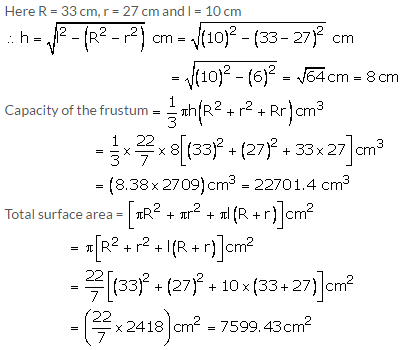 Here R = 33 cm, r = 27 cm and l = 10 cm
∴ h = √(l² − (R² − r²)) cm = √((10)² − (33 − 27)²) cm
= √((10)² − (6)²) = √64 cm = 8 cm
Capacity of the frustum = 1/3 πh(R² + r² + Rr) cm³
= 1/3 × 22/7 × 8[(33)² + (27)² + 33 × 27] cm³
= (8.38 × 2709) cm³ = 22701.4 cm³
Total surface area = [πR² + πr² + πl(R + r)] cm²
= π[R² + r² + l(R + r)] cm²
= 22/7 [(33)² + (27)² + 10 × (33 + 27)] cm²
= (22/7 × 2418) cm² = 7599.43 cm²